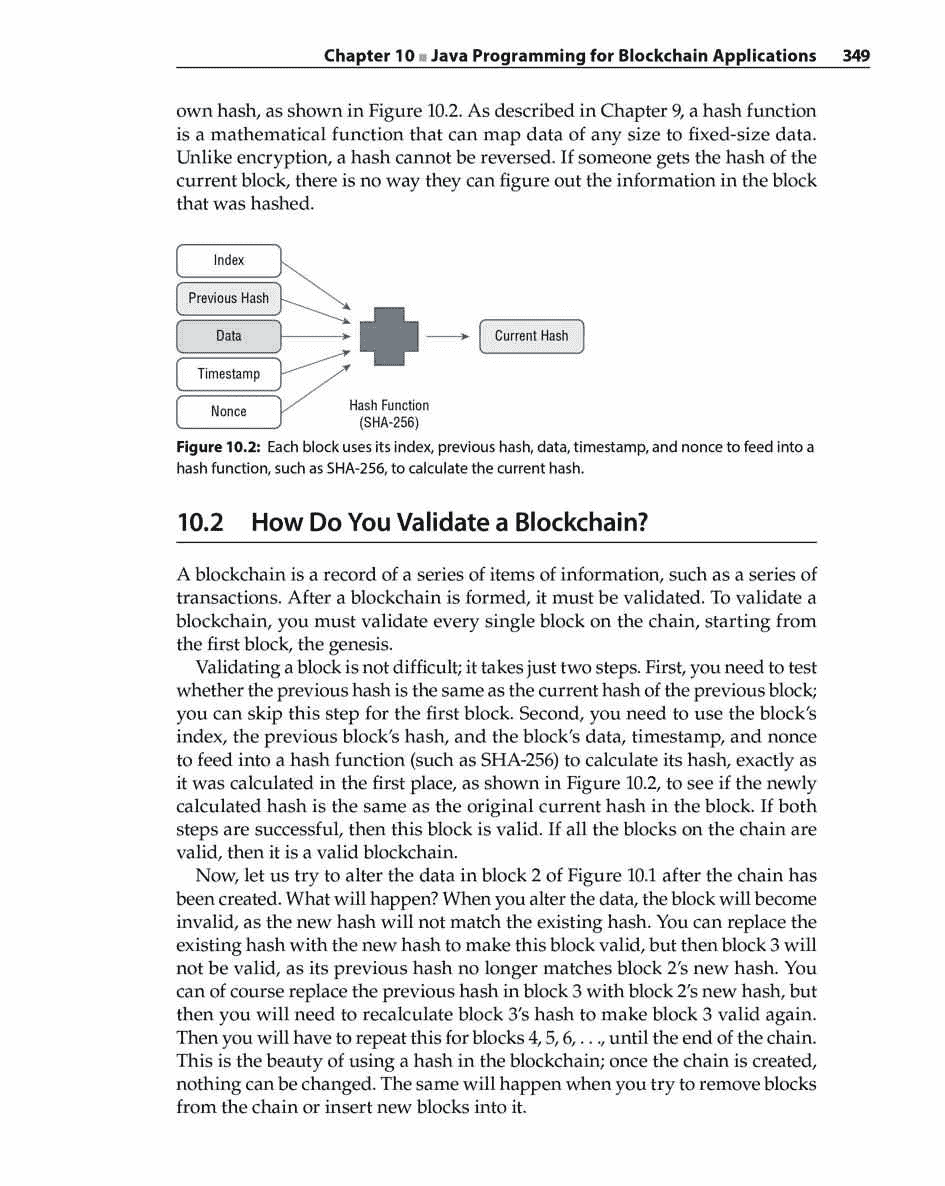 Chapter 10 ■ Java Programming for Blockchain Applications 349
own hash, as shown in Figure 10.2. As described in Chapter 9, a hash function
is a mathematical function that can map data of any size to fixed-size data.
Unlike encryption, a hash cannot be reversed. If someone gets the hash of the
current block, there is no way they can figure out the information in the block
that was hashed.
Index
Previous Hash
Data
Timestamp
Nonce
Hash Function
(SHA-256)
Current Hash
Figure 10.2: Each block uses its index, previous hash, data, timestamp, and nonce to feed into a
hash function, such as SHA-256, to calculate the current hash.
10.2 How Do You Validate a Blockchain?
A blockchain is a record of a series of items of information, such as a series of
transactions. After a blockchain is formed, it must be validated. To validate a
blockchain, you must validate every single block on the chain, starting from
the first block, the genesis.
Validating a block is not difficult; it takes just two steps. First, you need to test
whether the previous hash is the same as the current hash of the previous block;
you can skip this step for the first block. Second, you need to use the block's
index, the previous block's hash, and the block's data, timestamp, and nonce
to feed into a hash function (such as SHA-256) to calculate its hash, exactly as
it was calculated in the first place, as shown in Figure 10.2, to see if the newly
calculated hash is the same as the original current hash in the block. If both
steps are successful, then this block is valid. If all the blocks on the chain are
valid, then it is a valid blockchain.
Now, let us try to alter the data in block 2 of Figure 10.1 after the chain has
been created. What will happen? When you alter the data, the block will become
invalid, as the new hash will not match the existing hash. You can replace the
existing hash with the new hash to make this block valid, but then block 3 will
not be valid, as its previous hash no longer matches block 2's new hash. You
can of course replace the previous hash in block 3 with block 2's new hash, but
then you will need to recalculate block 3's hash to make block 3 valid again.
Then you will have to repeat this for blocks 4, 5, 6, . . ., until the end of the chain.
This is the beauty of using a hash in the blockchain; once the chain is created,
nothing can be changed. The same will happen when you try to remove blocks
from the chain or insert new blocks into it.